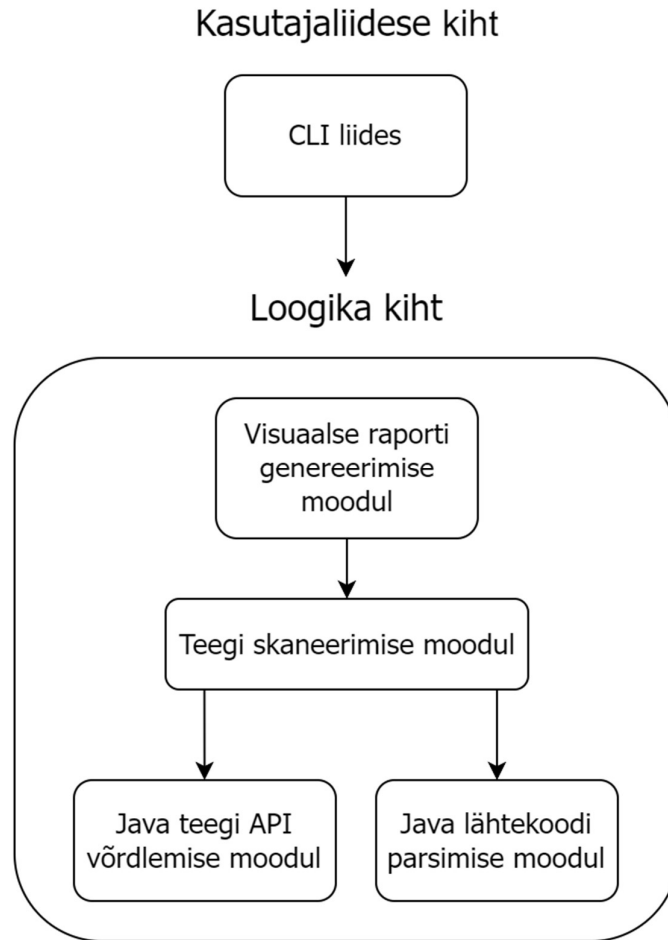 Kasutajaliidese kiht
CLI liides
Loogika kiht
Visuaalse raporti
genereerimise
moodul
Teegi skaneerimise moodul
Java teegi API
võrdlemise moodul
Java lähtekoodi
parsimise moodul